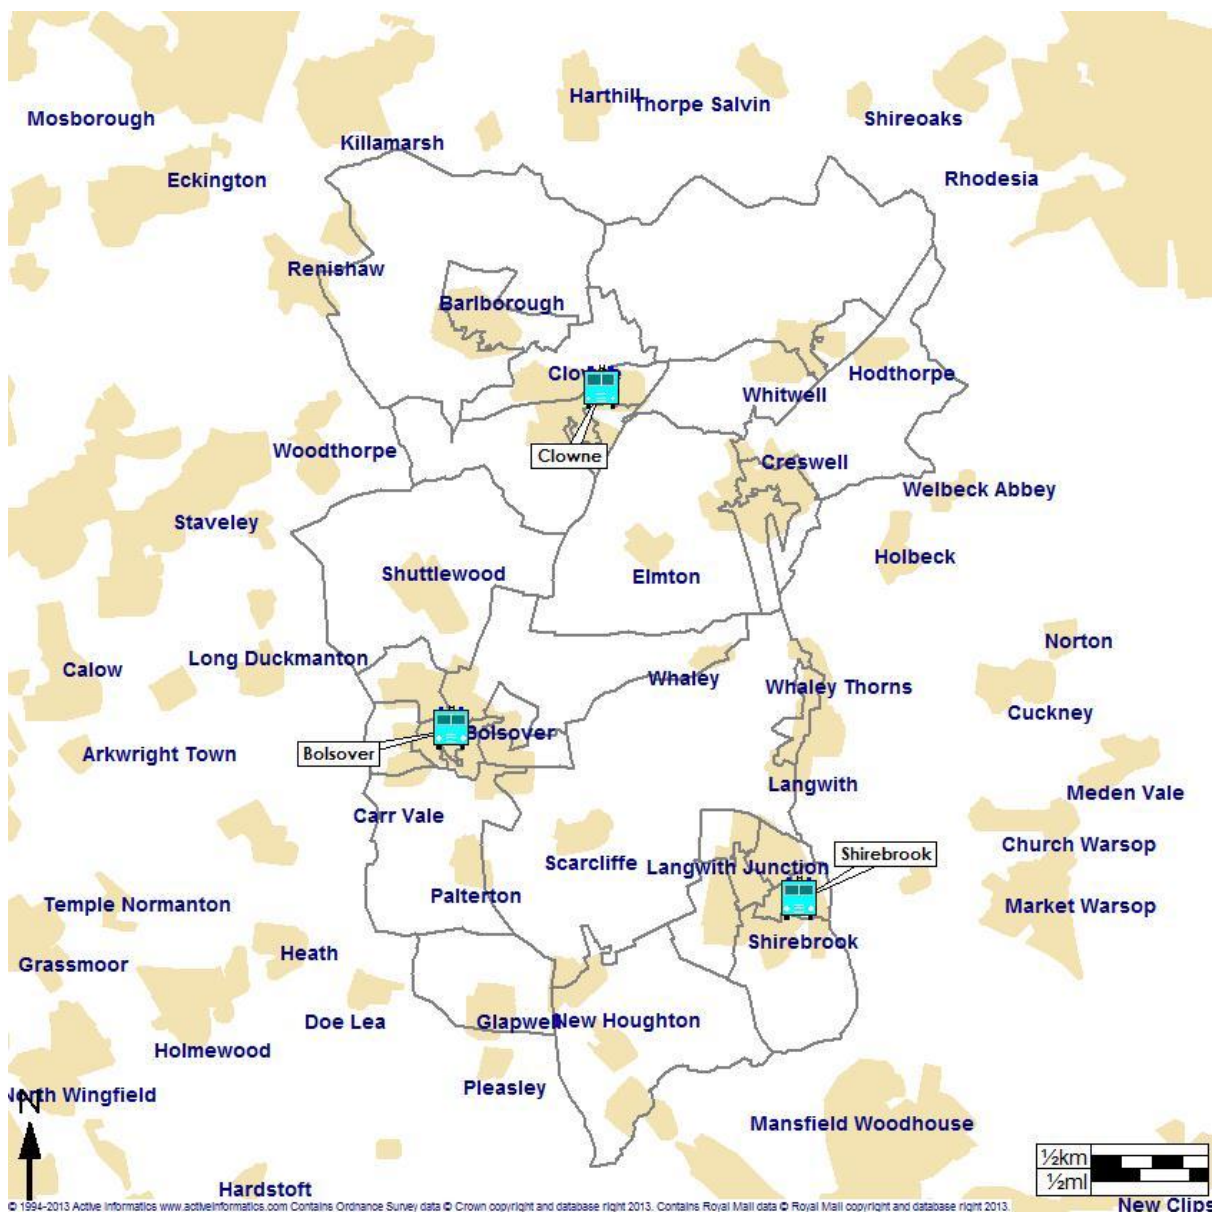 Harthill
Thorpe Salvin
Mosborough
Shireoaks
Killamarsh
Eckington
Rhodesia
Renishaw
Barlborough
Clowne
Hodthorpe
Whitwell
Woodthorpe
Clowne
Creswell
Welbeck Abbey
Staveley
Holbeck
Shuttlewood
Elmton
Norton
Long Duckmanton
Calow
Whaley
Whaley Thorns
Cuckney
Bolsover
Bolsover
Arkwright Town
Langwith
Meden Vale
Carr Vale
Church Warsop
Shirebrook
Scarcliffe
Langwith Junction
Palterton
Temple Normanton
Market Warsop
Shirebrook
Heath
Grassmoor
Doe Lea
Glapwell
New Houghton
Holmewood
Pleasley
North Wingfield
N
Mansfield Woodhouse
½km
½ml
Hardstoft
New Clips
© 1994-2013 Active Informatics www.activeinformatics.com Contains Ordnance Survey data © Crown copyright and database right 2013. Contains Royal Mail data © Royal Mail copyright and database right 2013.